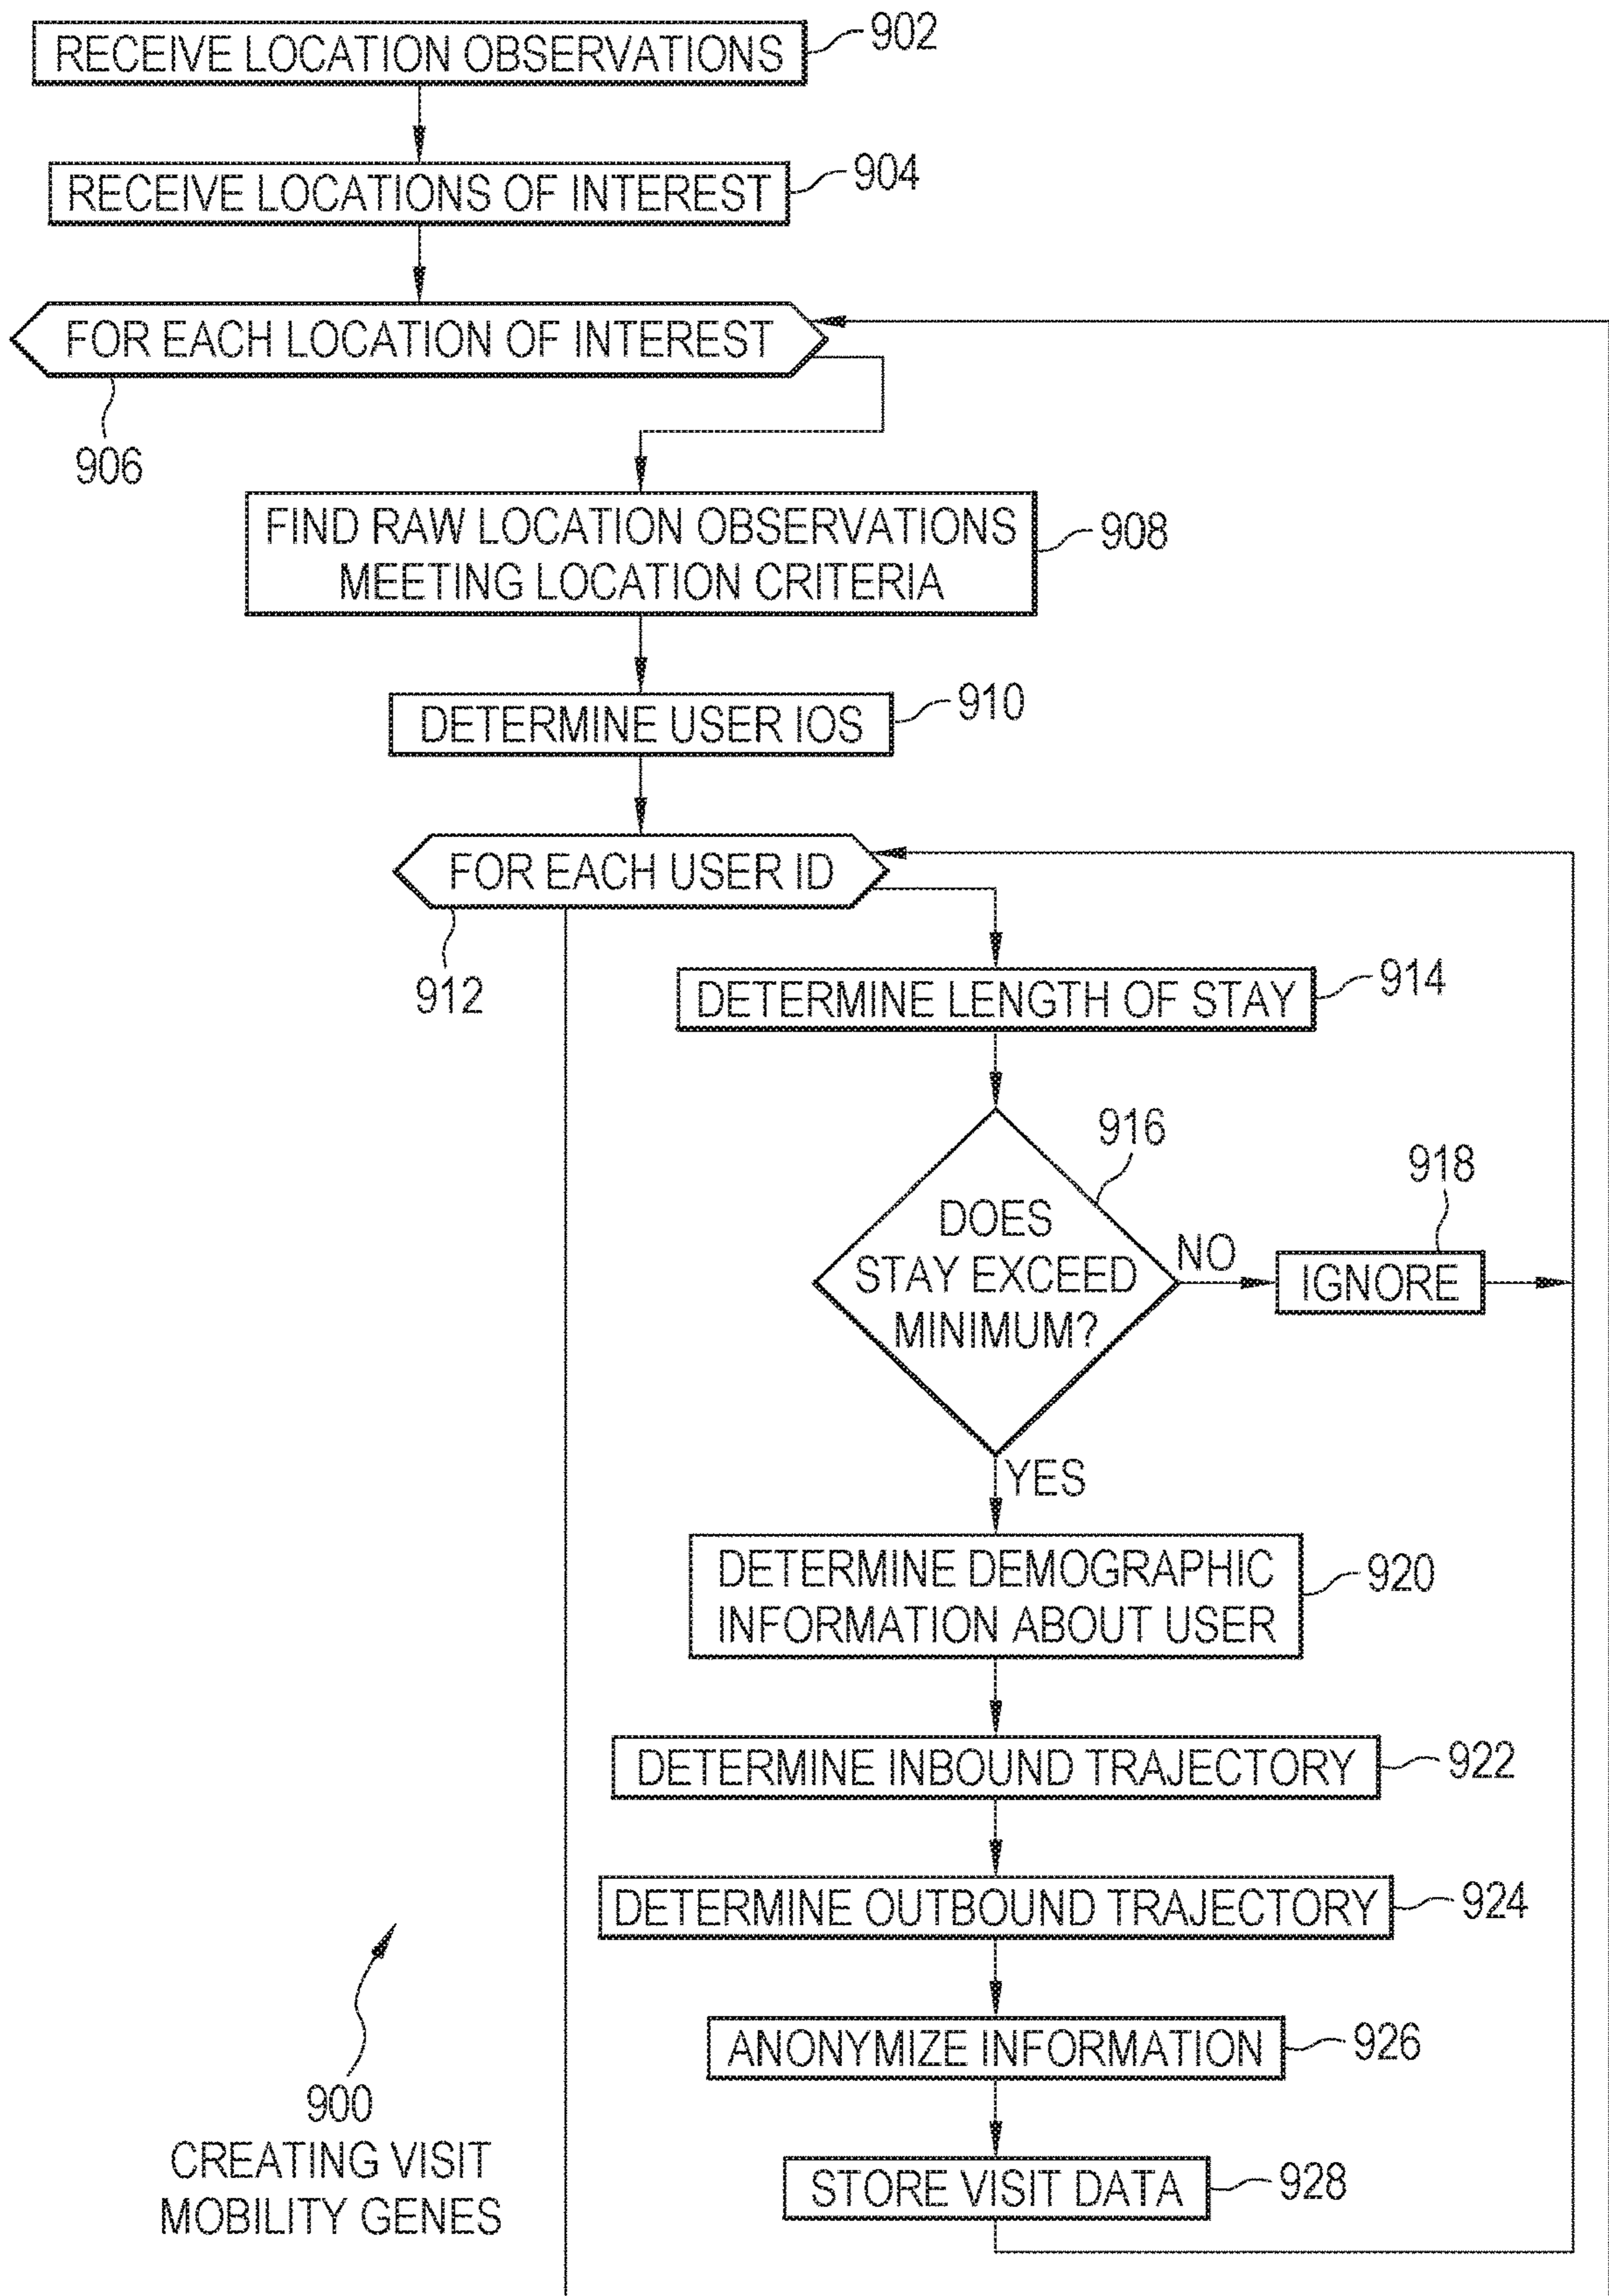 RECEIVE LOCATION OBSERVATIONS
902
RECEIVE LOCATIONS OF INTEREST
904
FOR EACH LOCATION OF INTEREST
906
FIND RAW LOCATION OBSERVATIONS
MEETING LOCATION CRITERIA
908
DETERMINE USER IOS
910
FOR EACH USER ID
912
DETERMINE LENGTH OF STAY
914
DOES
STAY EXCEED
MINIMUM?
916
NO
IGNORE
918
YES
DETERMINE DEMOGRAPHIC
INFORMATION ABOUT USER
920
DETERMINE INBOUND TRAJECTORY
922
DETERMINE OUTBOUND TRAJECTORY
924
ANONYMIZE INFORMATION
926
STORE VISIT DATA
928
900
CREATING VISIT
MOBILITY GENES